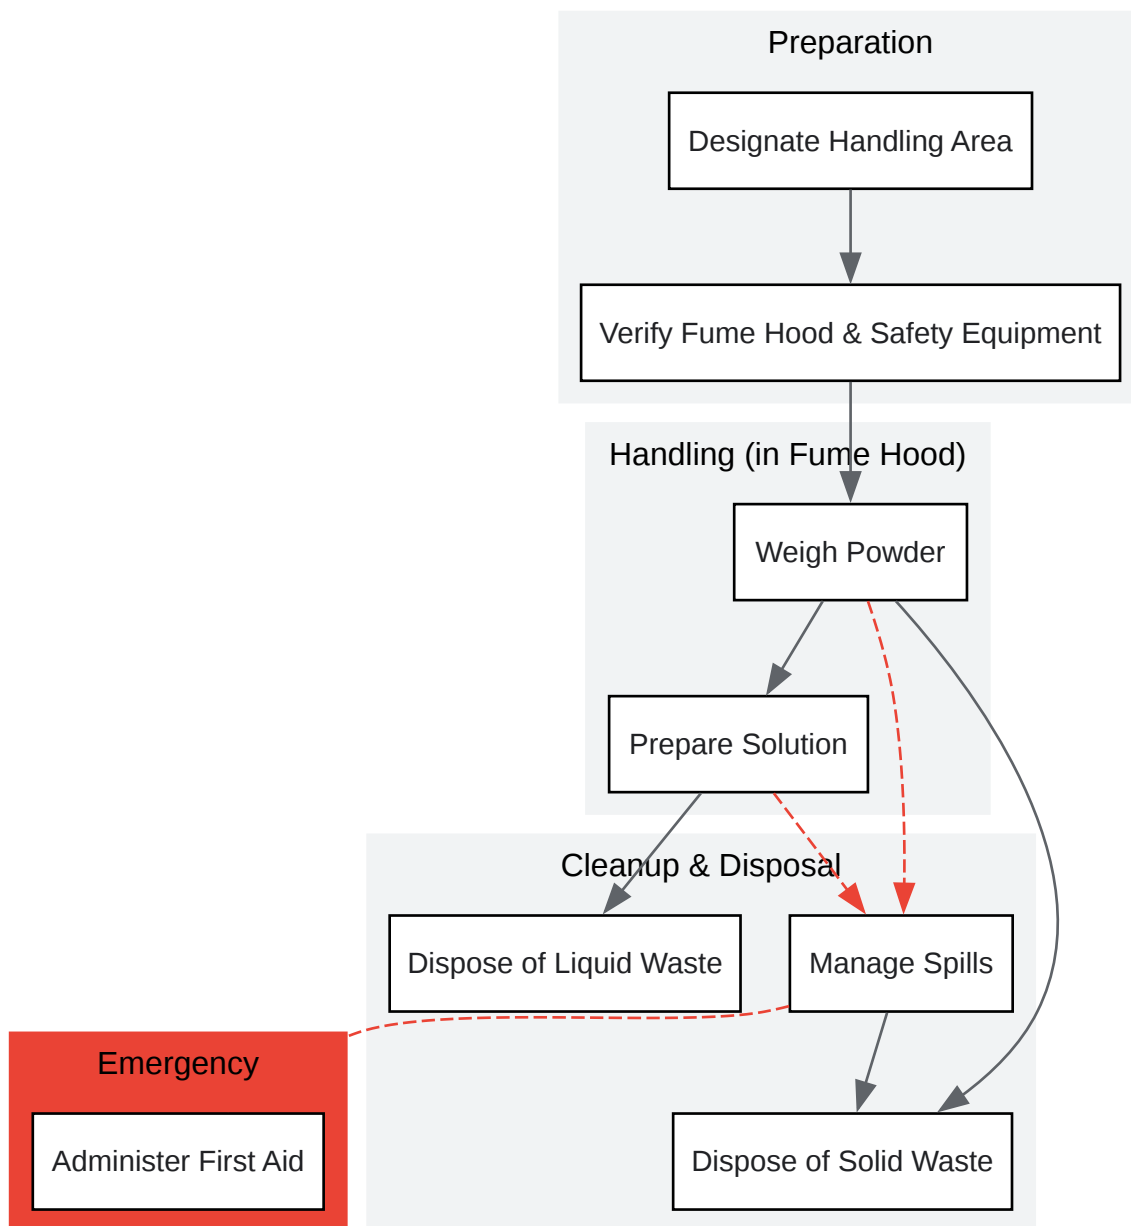 Preparation
Designate Handling Area
Verify Fume Hood & Safety Equipment
Handling (in Fume Hood)
Weigh Powder
Prepare Solution
Cleanup & Disposal
Dispose of Liquid Waste
Manage Spills
Emergency
Administer First Aid
Dispose of Solid Waste